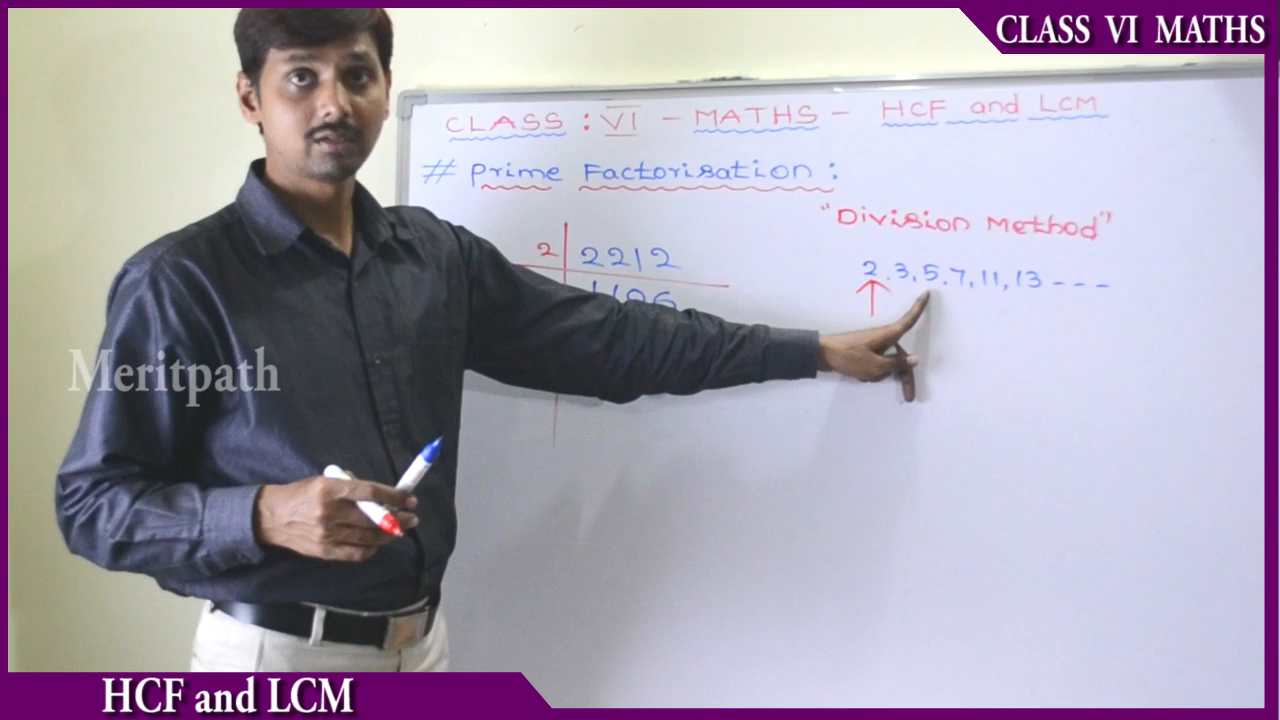 CLASS VI MATHS
CLASS : VI - MATHS - HCF and LCM
# Prime Factorisation :
"Division Method"
2 2212
1106
2.3,5.7,11,13 - - -
Meritpath
HCF and LCM